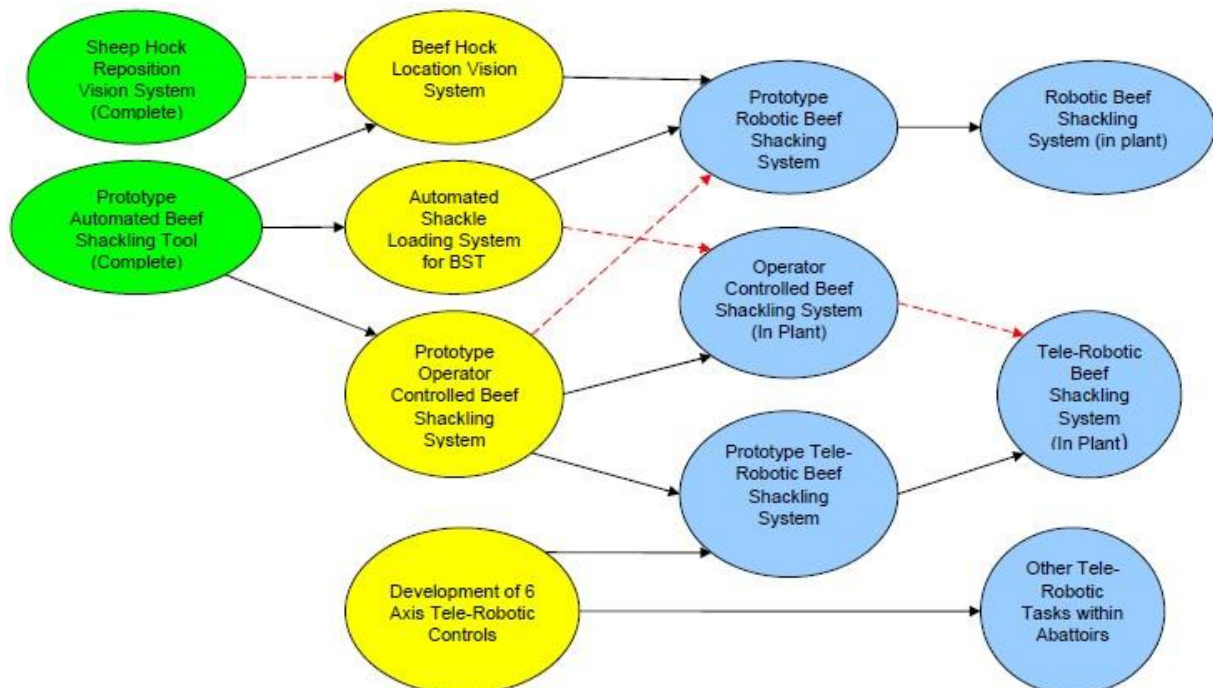 Sheep Hock
Reposition
Vision System
(Complete)
Beef Hock
Location Vision
System
Prototype
Robotic Beef
Shacking
System
Robotic Beef
Shackling
System (in plant)
Prototype
Automated Beef
Shackling Tool
(Complete)
Automated
Shackle
Loading System
for BST
Operator
Controlled Beef
Shackling System
(In Plant)
Prototype
Operator
Controlled Beef
Shackling
System
Tele-Robotic
Beef
Shackling
System
(In Plant)
Prototype Tele-
Robotic Beef
Shackling
System
Development of 6
Axis Tele-Robotic
Controls
Other Tele-
Robotic
Tasks within
Abattoirs